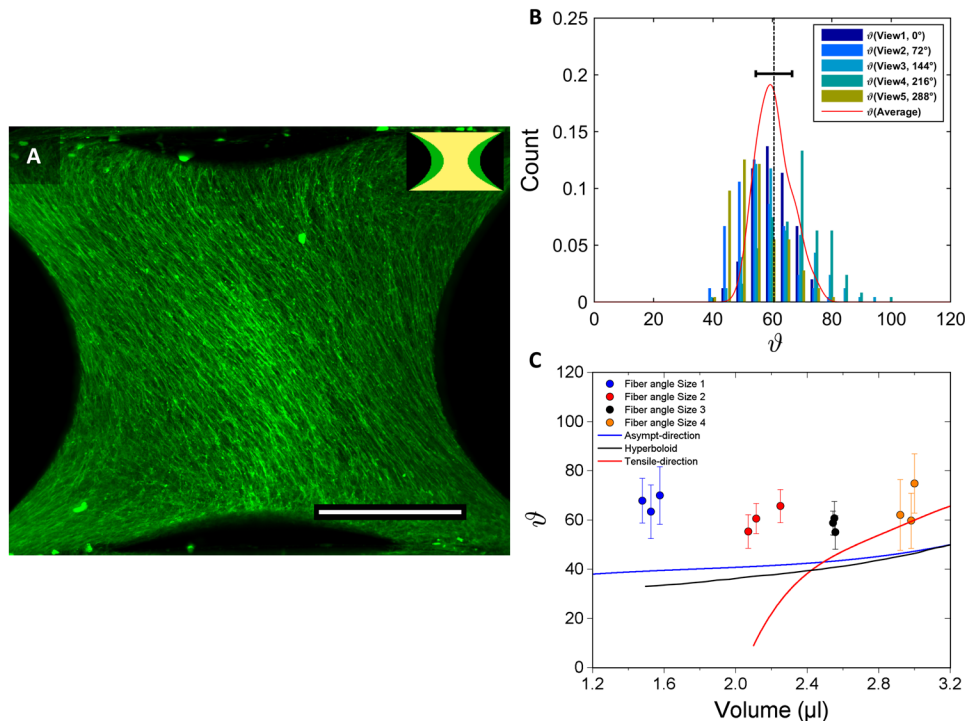 A
B
0.25
0.2
0.15
0.1
0.05
0
Count
0 20 40 60 80 100 120
ϑ
ϑ(View1, 0°)
ϑ(View2, 72°)
ϑ(View3, 144°)
ϑ(View4, 216°)
ϑ(View5, 288°)
ϑ(Average)
C
120
100
80
60
40
20
0
ϑ
Fiber angle Size 1
Fiber angle Size 2
Fiber angle Size 3
Fiber angle Size 4
Asympt-direction
Hyperboloid
Tensile-direction
1.2 1.6 2.0 2.4 2.8 3.2
Volume (µl)